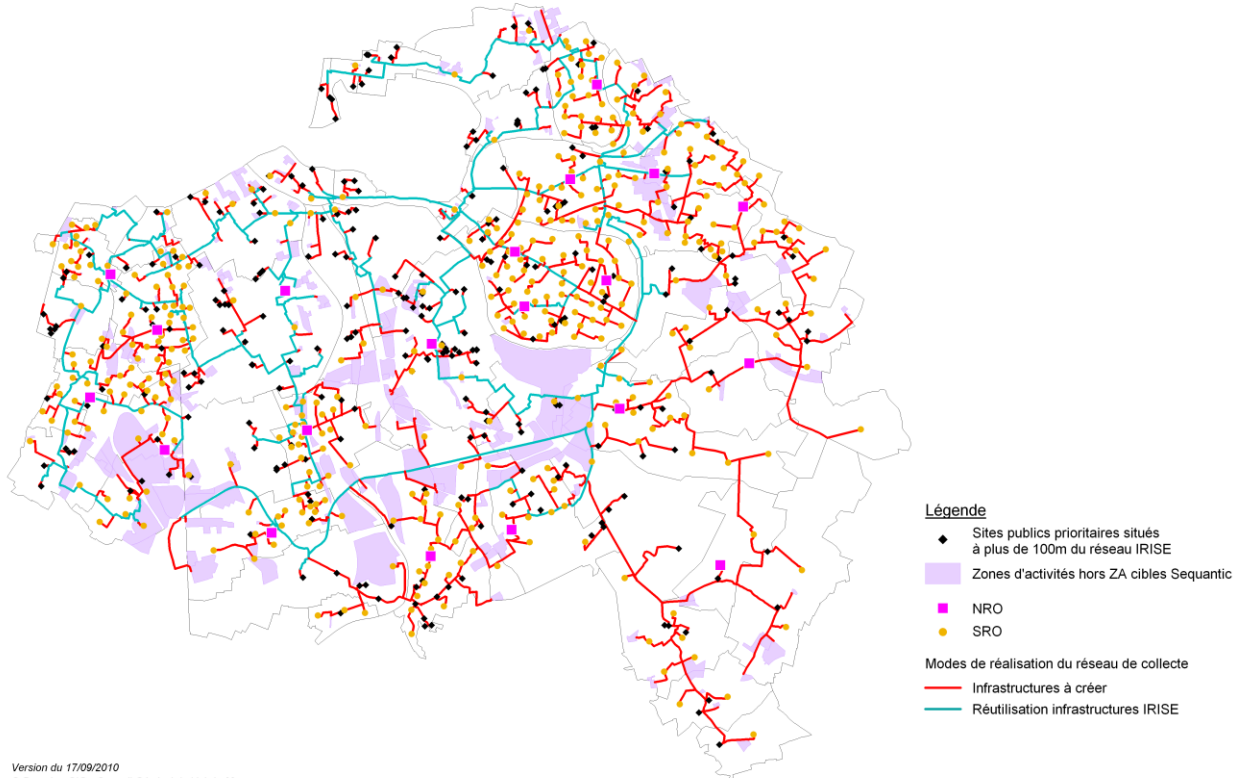 Légende
Sites publics prioritaires situés
à plus de 100m du réseau IRISE
Zones d'activités hors ZA cibles Sequantic
NRO
SRO
Modes de réalisation du réseau de collecte
Infrastructures à créer
Réutilisation infrastructures IRISE
Version du 17/09/2010